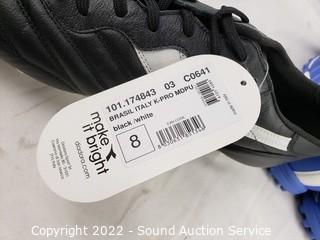 101.174843 03 C0641
BRASIL ITALY K-PRO MDPU
black /white
8
make
it bright
diadora.com
Copyright 2022 - Sound Auction Service